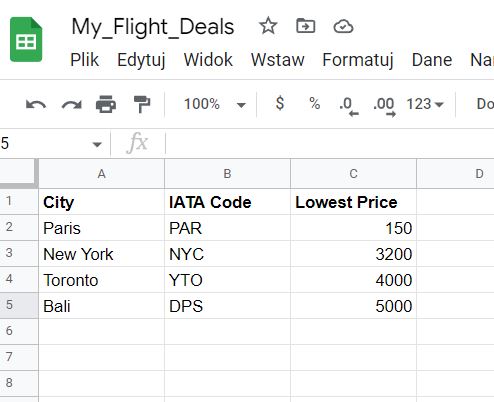 My_Flight_Deals
Plik Edytuj Widok Wstaw Formatuj Dane
100% $ % .0 .00 123 Do
5 fx
A B C D
1 City IATA Code Lowest Price
2 Paris PAR 150
3 New York NYC 3200
4 Toronto YTO 4000
5 Bali DPS 5000
6
7
8